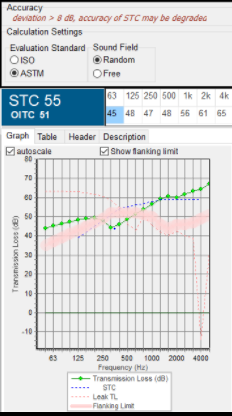 Accuracy
deviation > 8 dB, accuracy of STC may be degraded
Calculation Settings
Evaluation Standard Sound Field
ISO Random
ASTM Free
STC 55
OITC 51
63 125 250 500 1k 2k 4k
45 48 47 48 56 61 65
Graph Table Header Description
autoscale Show flanking limit
Transmission Loss (dB)
80
70
60
50
40
30
20
10
0
-10
63 125 250 500 1000 2000 4000
Frequency (Hz)
Transmission Loss (dB)
STC
Leak TL
Flanking Limit